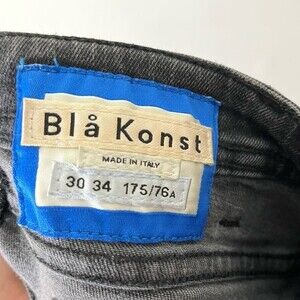 Blå Konst
MADE IN ITALY
30 34 175/76A